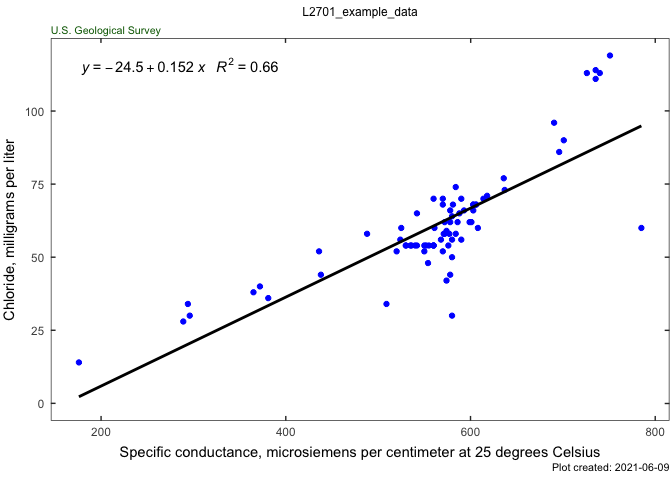 L2701_example_data
U.S. Geological Survey
y = −24.5 + 0.152 x   R² = 0.66
100
75
50
25
0
Chloride, milligrams per liter
200 400 600 800
Specific conductance, microsiemens per centimeter at 25 degrees Celsius
Plot created: 2021-06-09